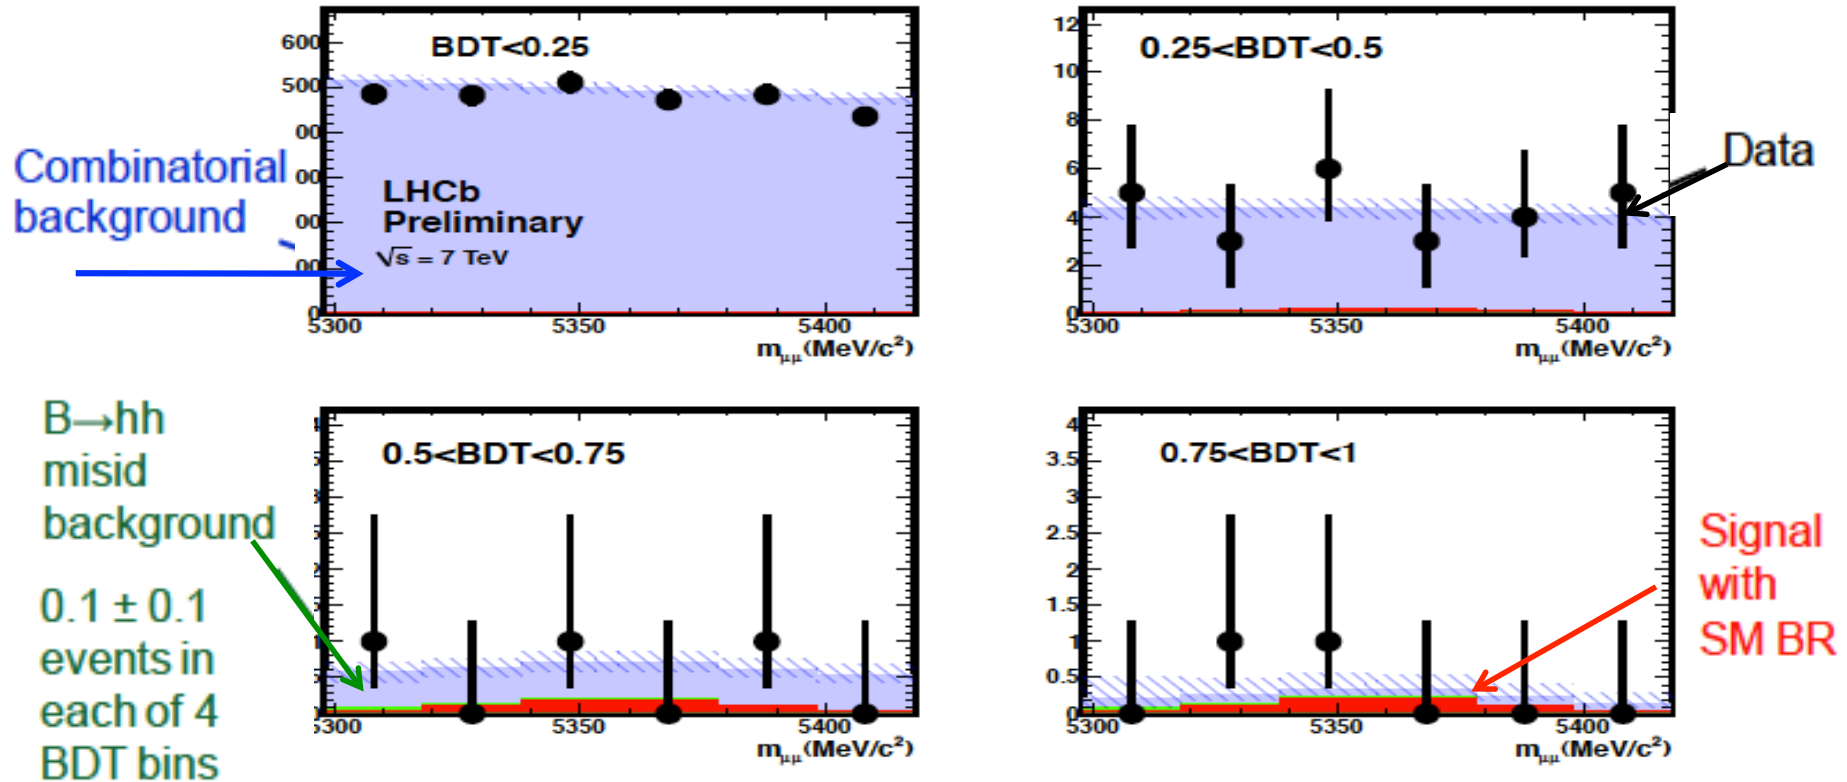 600
500
00
00
00
00
0
BDT<0.25
LHCb
Preliminary
√s = 7 TeV
5300 5350 5400
mμμ(MeV/c²)
12
10
8
6
4
2
0
0.25<BDT<0.5
5300 5350 5400
mμμ(MeV/c²)
Combinatorial
background
Data
B→hh
misid
background
0.1 ± 0.1
events in
each of 4
BDT bins
0.5<BDT<0.75
5300 5350 5400
mμμ(MeV/c²)
4
3.5
3
2.5
2
1.5
1
0.5
0
0.75<BDT<1
5300 5350 5400
mμμ(MeV/c²)
Signal
with
SM BR